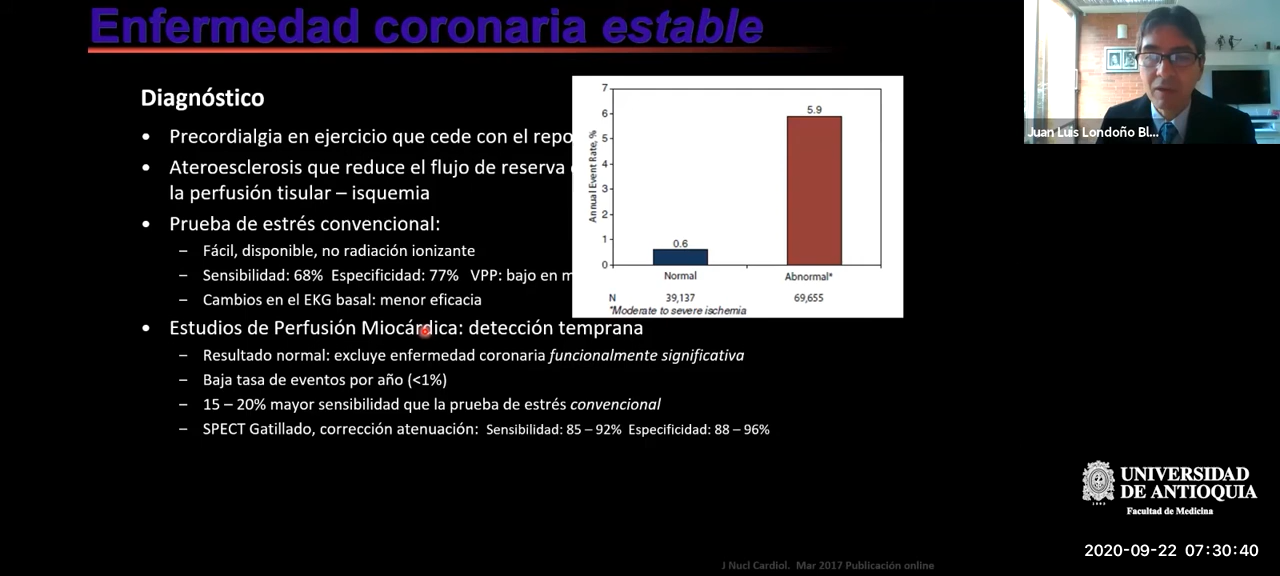 Enfermedad coronaria estable
Diagnóstico
• Precordialgia en ejercicio que cede con el
• Ateroesclerosis que reduce el flujo de reserva
la perfusión tisular – isquemia
• Prueba de estrés convencional:
– Fácil, disponible, no radiación ionizante
– Sensibilidad: 68% Especificidad: 77% VPP: bajo en
– Cambios en el EKG basal: menor eficacia
• Estudios de Perfusión Miocárdica: detección temprana
– Resultado normal: excluye enfermedad coronaria funcionalmente significativa
– Baja tasa de eventos por año (<1%)
– 15 – 20% mayor sensibilidad que la prueba de estrés convencional
– SPECT Gatillado, corrección atenuación: Sensibilidad: 85 – 92% Especificidad: 88 – 96%
Annual Event Rate, %
7
6
5
4
3
2
1
0
0.6
5.9
Normal
Abnormal*
N 39,137 69,655
*Moderate to severe ischemia
Juan Luis Londoño Bl...
UNIVERSIDAD
DE ANTIOQUIA
1803
Facultad de Medicina
2020-09-22 07:30:40
J Nucl Cardiol. Mar 2017 Publicación online